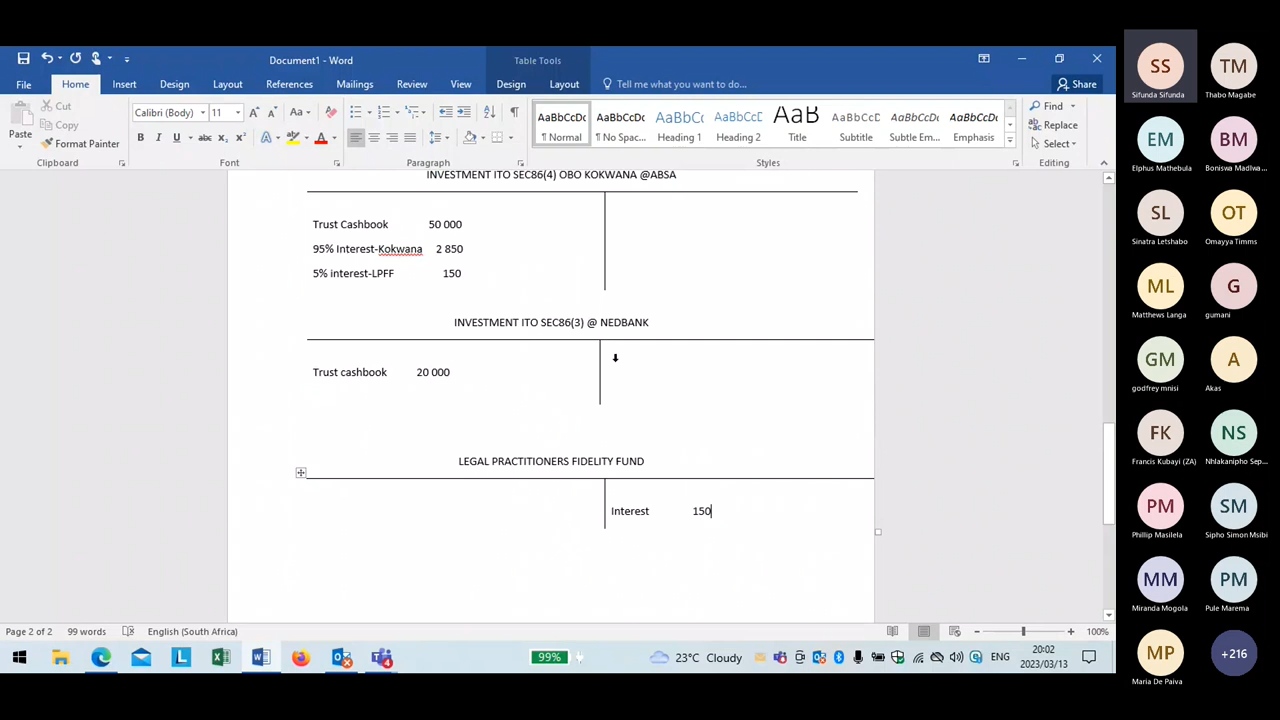 Document1 - Word
Table Tools
File Home Insert Design Layout References Mailings Review View Design Layout Tell me what you want to do... Share
Paste
Cut
Copy
Format Painter
Clipboard
Calibri (Body) 11
Font
Paragraph
AaBbCcDc
¶ Normal
AaBbCcDc
¶ No Spac...
AaBbCc
Heading 1
AaBbCcC
Heading 2
AaB
Title
AaBbCcD
Subtitle
AaBbCcDc
Subtle Em...
AaBbCcDc
Emphasis
Styles
Find
Replace
Select
Editing
INVESTMENT ITO SEC86(4) OBO KOKWANA @ABSA
Trust Cashbook 50 000
95% Interest-Kokwana 2 850
5% interest-LPFF 150
INVESTMENT ITO SEC86(3) @ NEDBANK
Trust cashbook 20 000
LEGAL PRACTITIONERS FIDELITY FUND
Interest 150
Page 2 of 2 99 words English (South Africa) 100%
99% 23°C Cloudy ENG
20:02
2023/03/13
SS
Sifunda Sifunda
TM
Thabo Magabe
EM
Elphus Mathebula
BM
Boniswa Madlwa...
SL
Sinatra Letshabo
OT
Omayya Timms
ML
Matthews Langa
G
gumani
GM
godfrey mnisi
A
Akas
FK
Francis Kubayi (ZA)
NS
Nhlakanipho Sep...
PM
Phillip Masilela
SM
Sipho Simon Msibi
MM
Miranda Mogola
PM
Pule Marema
MP
Maria De Paiva
+216